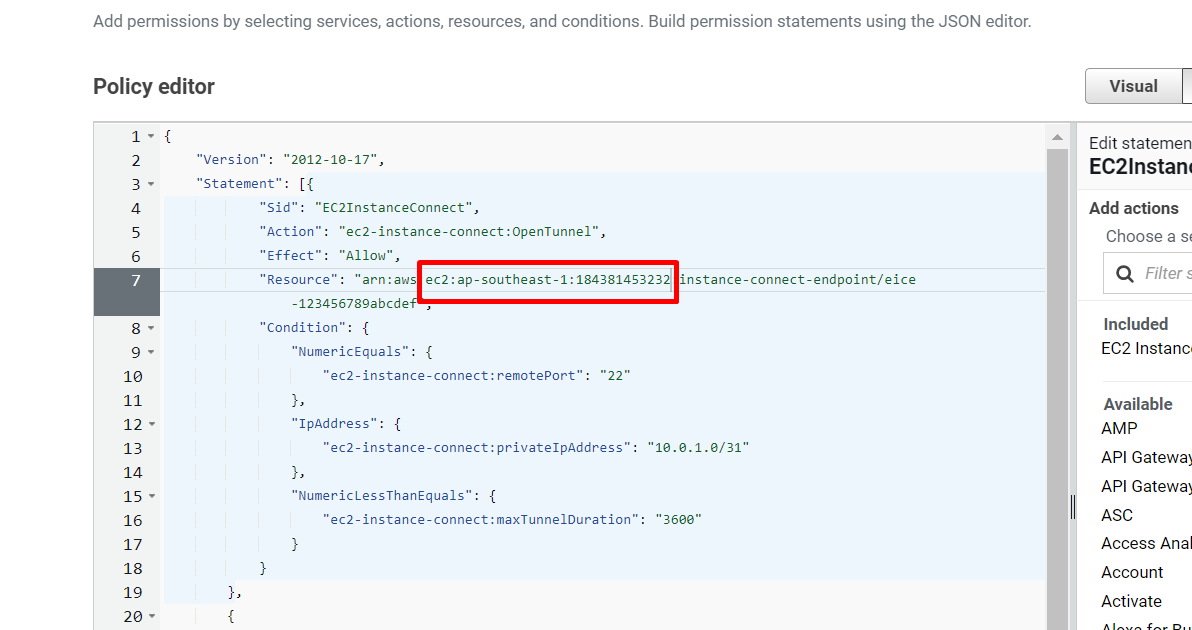 Add permissions by selecting services, actions, resources, and conditions. Build permission statements using the JSON editor.
Policy editor
Visual
1 {
2 "Version": "2012-10-17",
3 "Statement": [{
4 "Sid": "EC2InstanceConnect",
5 "Action": "ec2-instance-connect:OpenTunnel",
6 "Effect": "Allow",
7 "Resource": "arn:aws ec2:ap-southeast-1:184381453232 instance-connect-endpoint/eice
-123456789abcdef",
8 "Condition": {
9 "NumericEquals": {
10 "ec2-instance-connect:remotePort": "22"
11 },
12 "IpAddress": {
13 "ec2-instance-connect:privateIpAddress": "10.0.1.0/31"
14 },
15 "NumericLessThanEquals": {
16 "ec2-instance-connect:maxTunnelDuration": "3600"
17 }
18 }
19 },
20 {
Edit statemen
EC2Instan
Add actions
Choose a se
Filter s
Included
EC2 Instanc
Available
AMP
API Gateway
API Gateway
ASC
Access Anal
Account
Activate